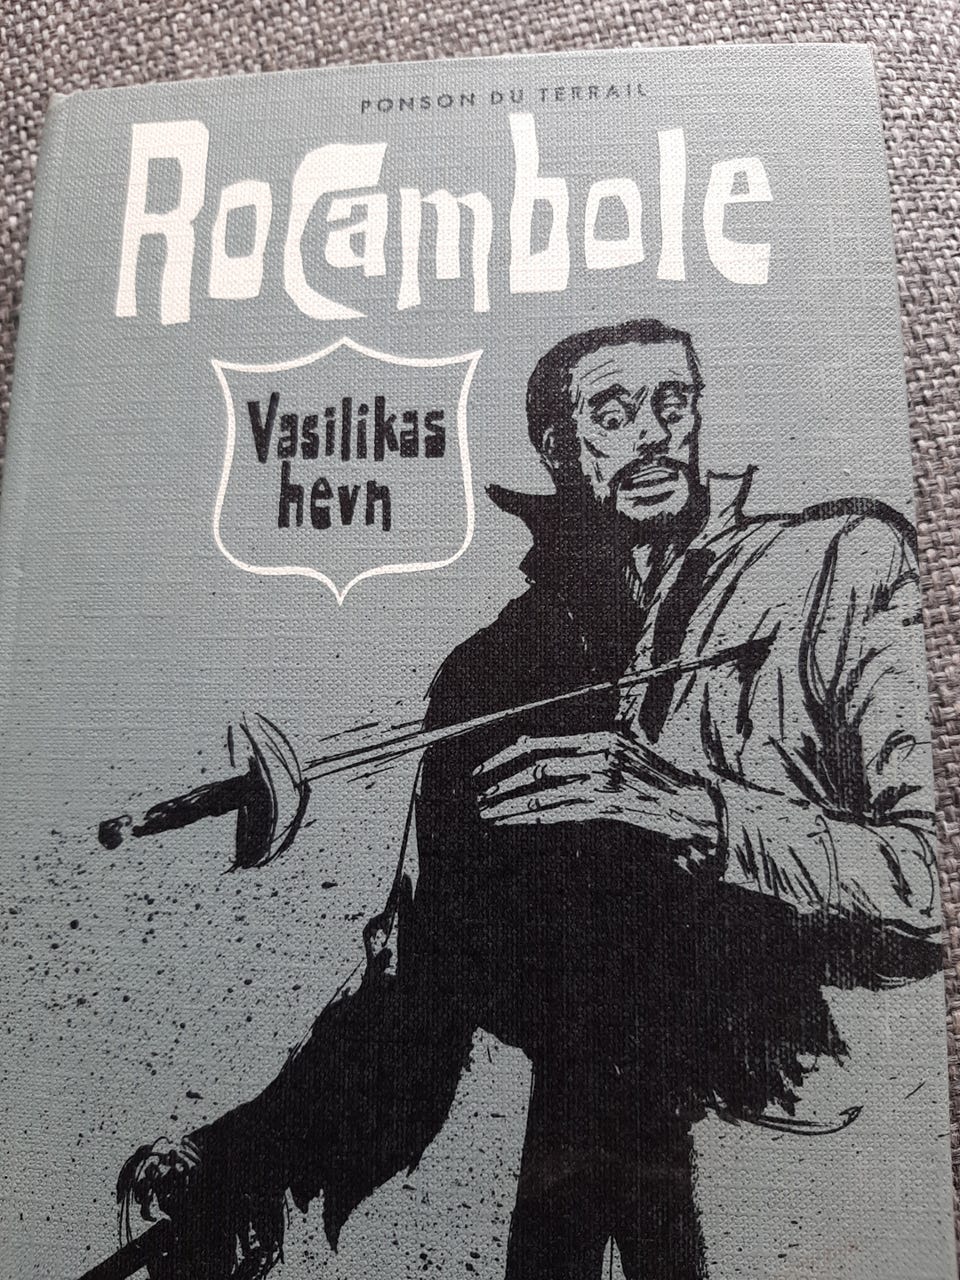 PONSON DU TERRAIL
Rocambole
Vasilikas
hevn